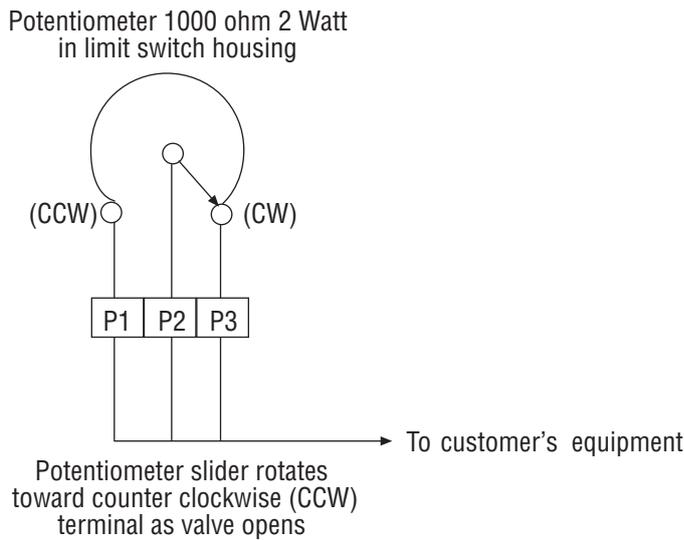 Potentiometer 1000 ohm 2 Watt
in limit switch housing
(CCW) (CW)
P1 P2 P3
To customer's equipment
Potentiometer slider rotates
toward counter clockwise (CCW)
terminal as valve opens